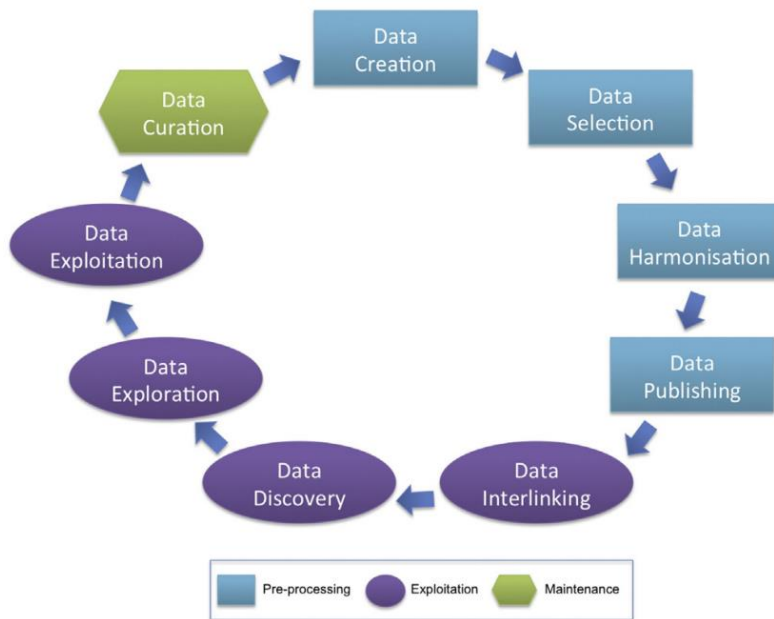 Data
Creation
Data
Selection
Data
Harmonisation
Data
Publishing
Data
Interlinking
Data
Discovery
Data
Exploration
Data
Exploitation
Data
Curation
Pre-processing
Exploitation
Maintenance